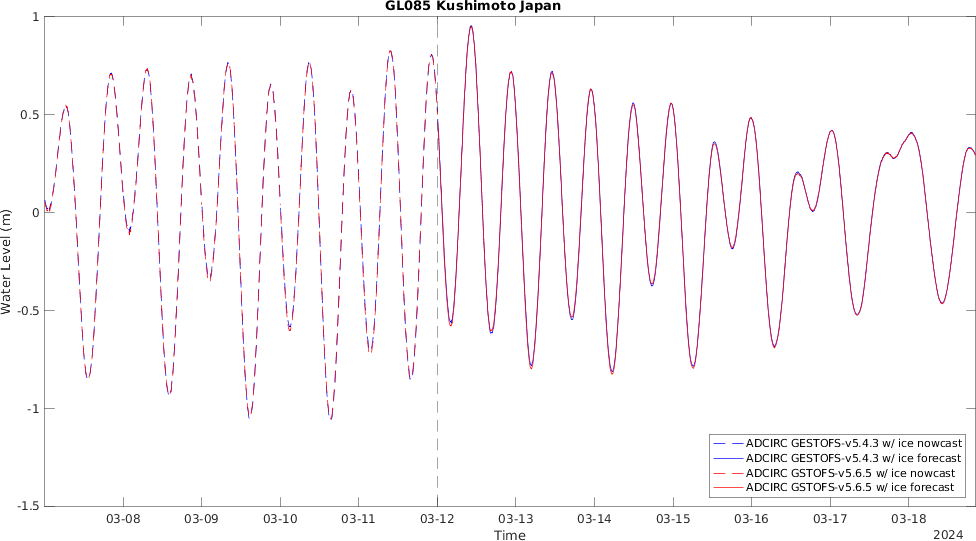 GL085 Kushimoto Japan
Water Level (m)
1
0.5
0
-0.5
-1
-1.5
ADCIRC GESTOFS-v5.4.3 w/ ice nowcast
ADCIRC GESTOFS-v5.4.3 w/ ice forecast
ADCIRC GSTOFS-v5.6.5 w/ ice nowcast
ADCIRC GSTOFS-v5.6.5 w/ ice forecast
03-08 03-09 03-10 03-11 03-12 03-13 03-14 03-15 03-16 03-17 03-18
Time
2024